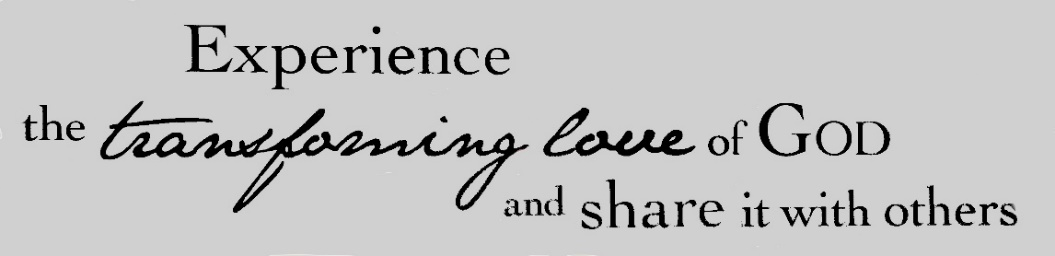 Experience
the transforming love of GOD
and share it with others